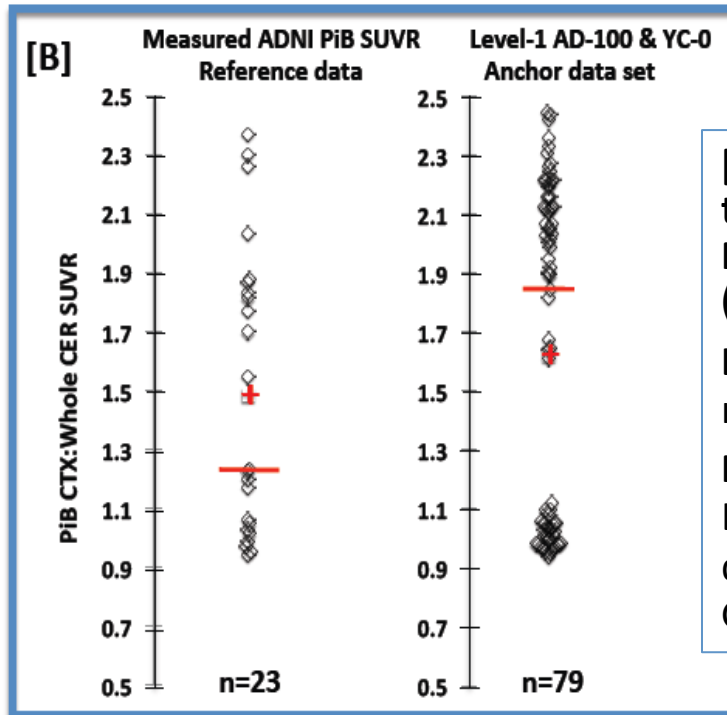 [B]
Measured ADNI PiB SUVR
Reference data
Level-1 AD-100 & YC-0
Anchor data set
PiB CTX:Whole CER SUVR
2.5
2.3
2.1
1.9
1.7
1.5
1.3
1.1
0.9
0.7
0.5
n=23
2.5
2.3
2.1
1.9
1.7
1.5
1.3
1.1
0.9
0.7
0.5
n=79